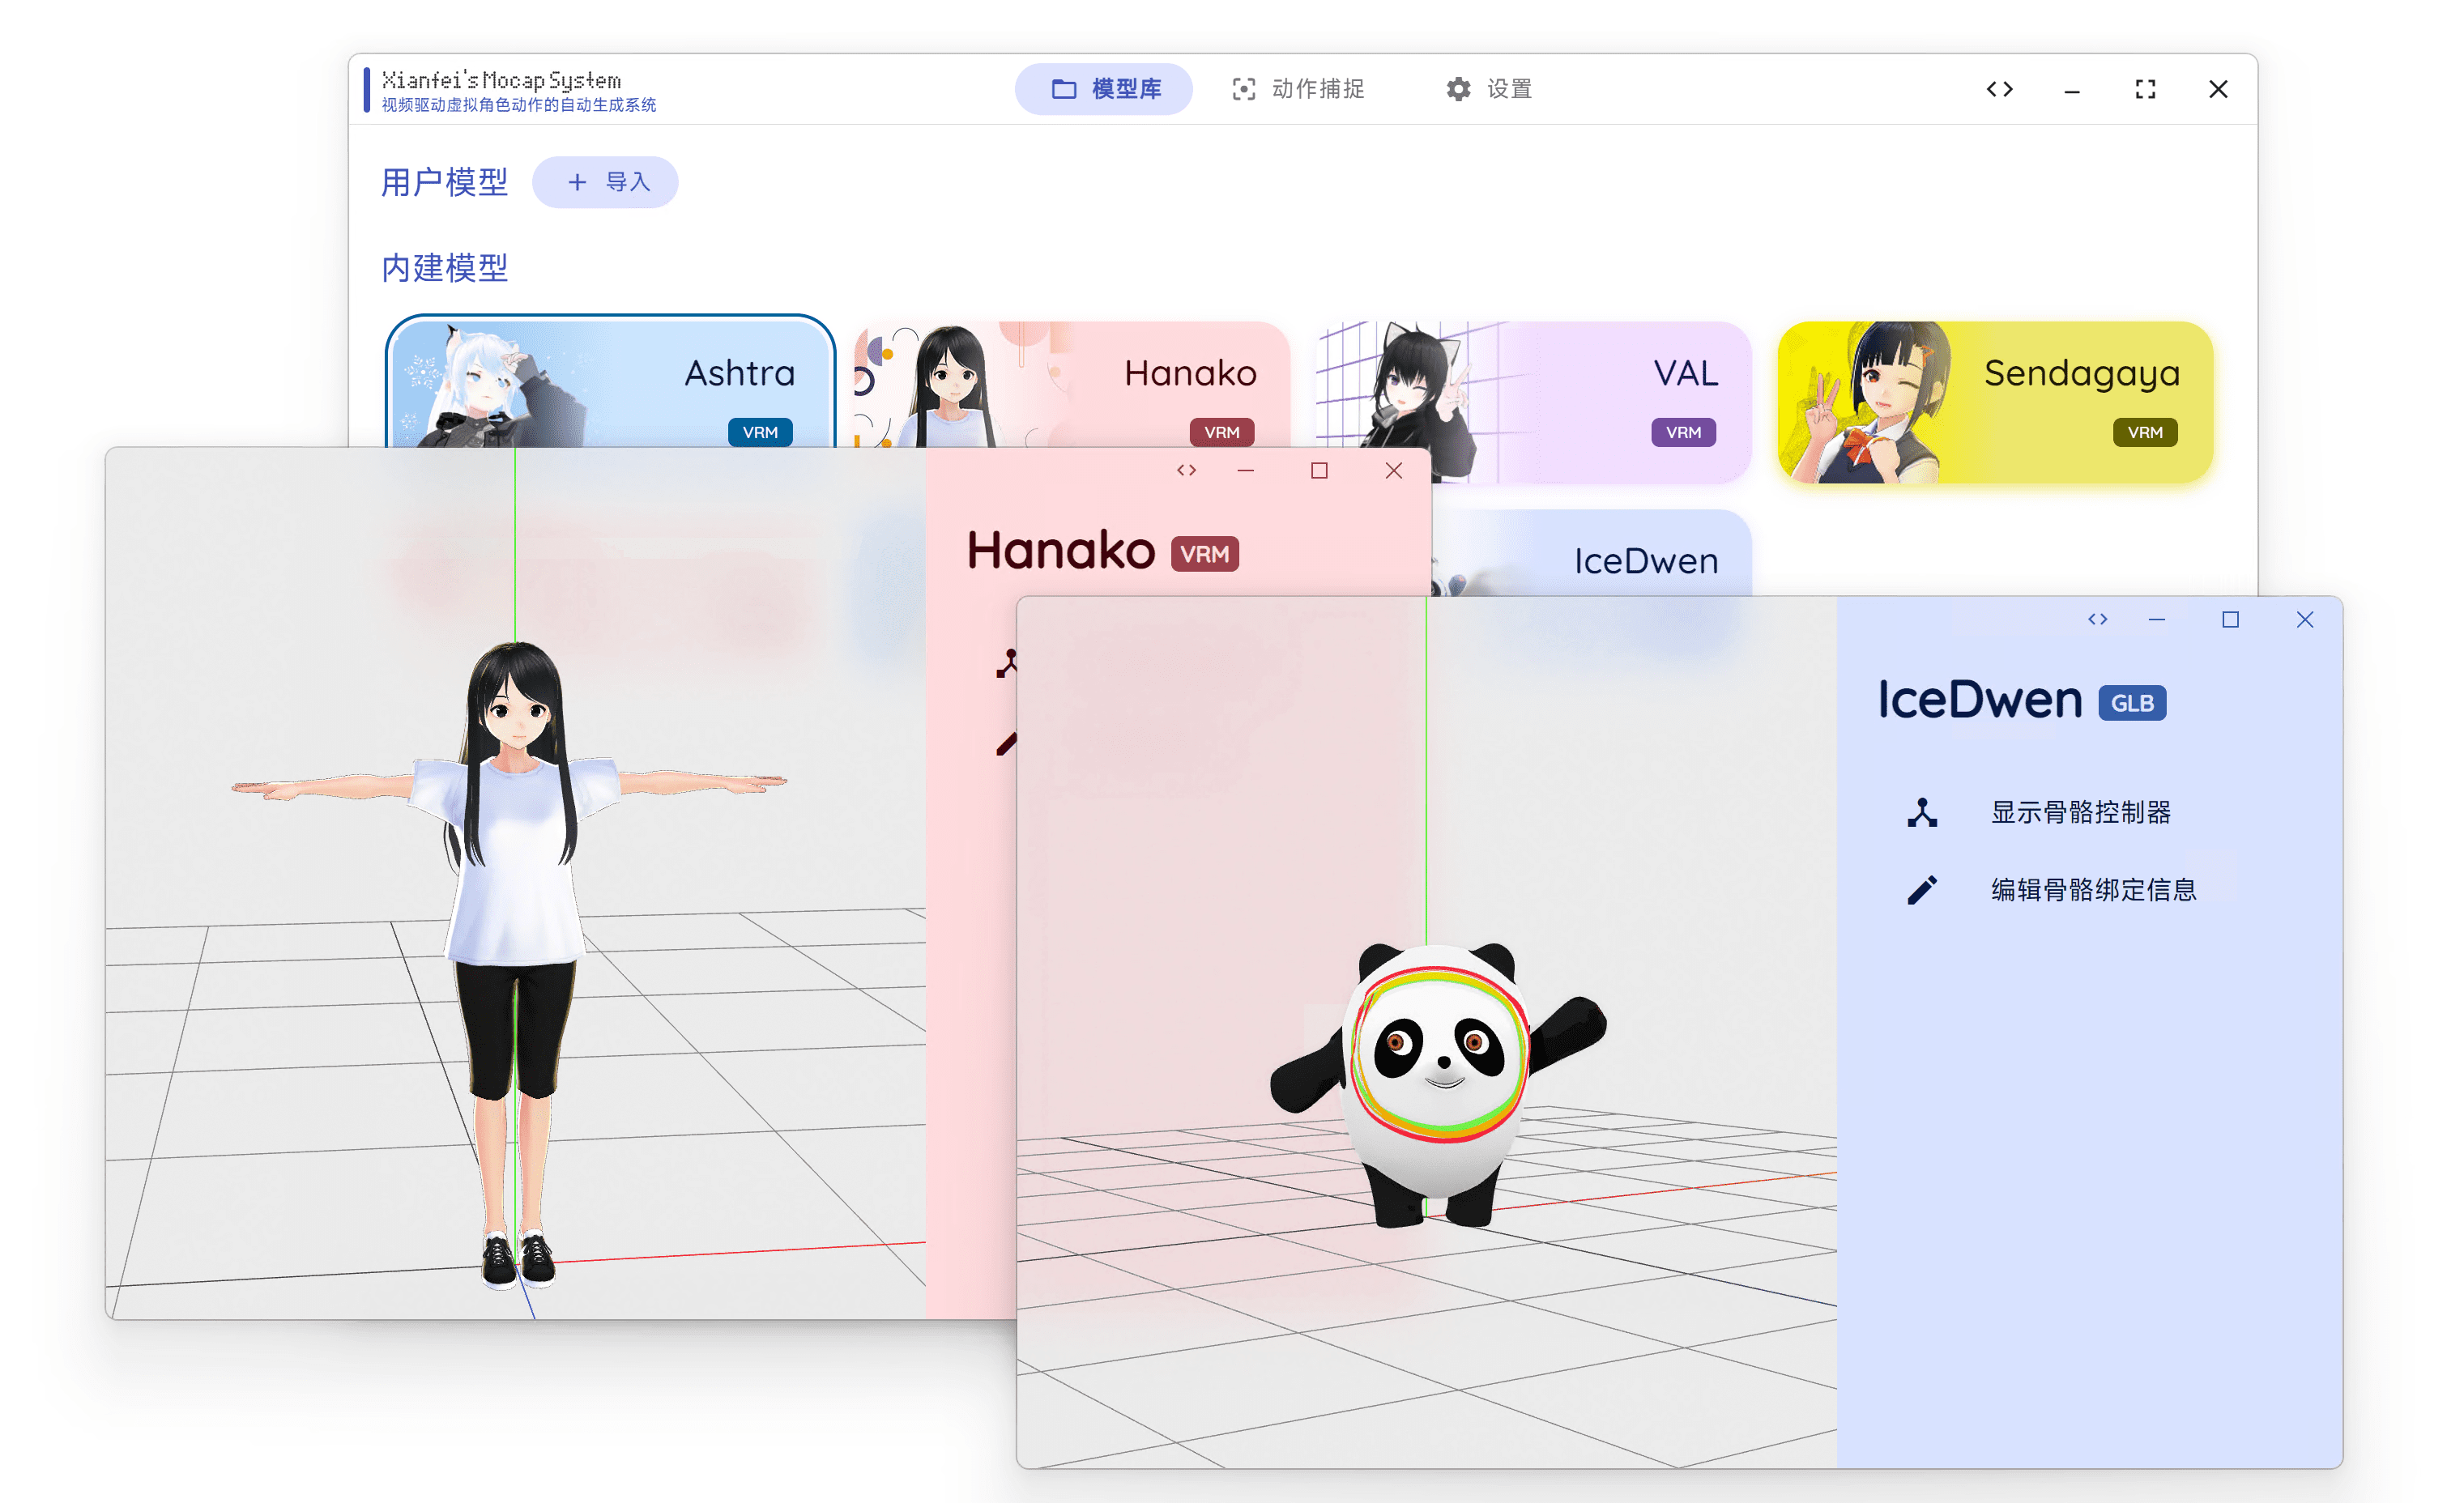 Xianfei's Mocap System
视频驱动虚拟角色动作的自动生成系统
模型库
动作捕捉
设置
用户模型
导入
内建模型
Ashtra
VRM
Hanako
VRM
VAL
VRM
Sendagaya
VRM
IceDwen
Hanako VRM
IceDwen GLB
显示骨骼控制器
编辑骨骼绑定信息